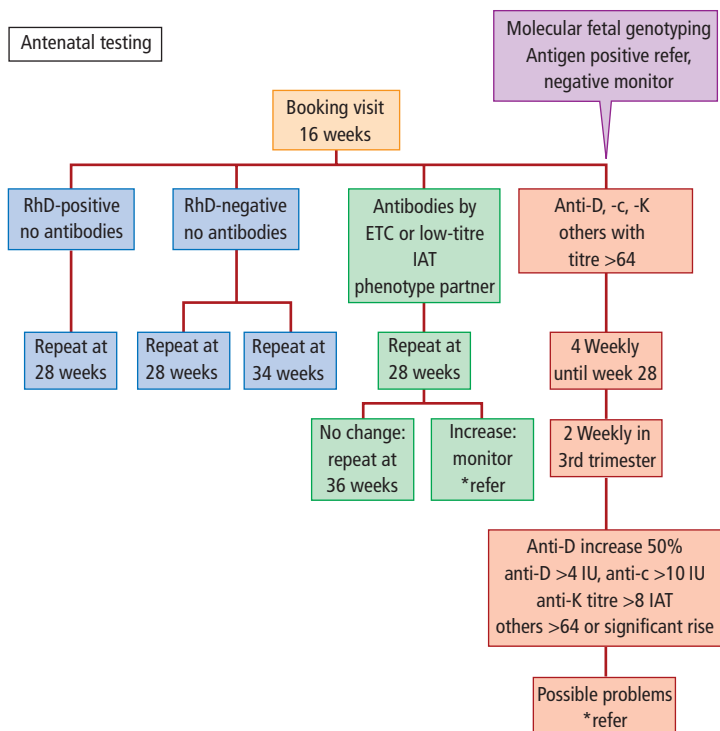 Antenatal testing
Molecular fetal genotyping
Antigen positive refer,
negative monitor
Booking visit
16 weeks
RhD-positive
no antibodies
RhD-negative
no antibodies
Antibodies by
ETC or low-titre
IAT
phenotype partner
Anti-D, -c, -K
others with
titre >64
Repeat at
28 weeks
Repeat at
28 weeks
Repeat at
34 weeks
Repeat at
28 weeks
4 Weekly
until week 28
No change:
repeat at
36 weeks
Increase:
monitor
*refer
2 Weekly in
3rd trimester
Anti-D increase 50%
anti-D >4 IU, anti-c >10 IU
anti-K titre >8 IAT
others >64 or significant rise
Possible problems
*refer